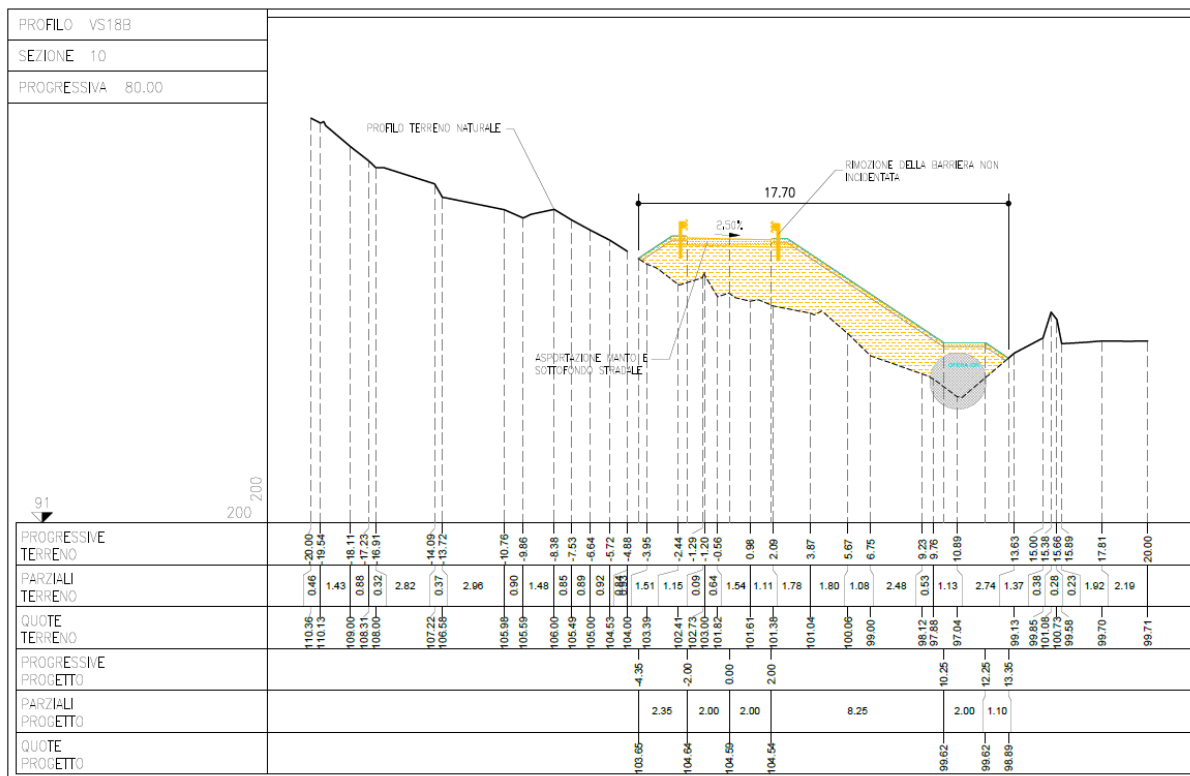 PROFILO VS18B
SEZIONE 10
PROGRESSIVA 80.00
PROFILO TERRENO NATURALE
RIMOZIONE DELLA BARRIERA NON
INCIDENTATA
17.70
2.50%
ASPORTAZIONE MANTO E
SOTTOFONDO STRADALE
91
200
200
PROGRESSIVE
TERRENO
-20.00 -19.54 -18.11 -17.23 -16.91 -14.09 -13.72 -10.76 -9.86 -8.38 -7.53 -6.64 -5.72 -4.88 -3.95 -2.44 -1.29 -1.20 -0.56 0.98 2.09 3.87 5.67 6.75 9.23 9.76 10.89 13.63 15.00 15.38 15.66 15.89 17.81 20.00
PARZIALI
TERRENO
0.46 1.43 0.88 0.32 2.82 0.37 2.96 0.90 1.48 0.85 0.89 0.92 0.84 0.93 1.51 1.15 0.09 0.64 1.54 1.11 1.78 1.80 1.08 2.48 0.53 1.13 2.74 1.37 0.38 0.28 0.23 1.92 2.19
QUOTE
TERRENO
110.36 110.13 109.00 108.31 108.00 107.22 106.58 105.99 105.59 106.00 105.49 105.00 104.53 104.00 103.39 102.41 102.73 103.00 101.82 101.61 101.38 101.04 100.06 99.00 98.12 97.88 97.04 99.13 99.85 101.08 100.73 99.58 99.70 99.71
PROGRESSIVE
PROGETTO
-4.35 -2.00 0.00 2.00 10.25 12.25 13.35
PARZIALI
PROGETTO
2.35 2.00 2.00 8.25 2.00 1.10
QUOTE
PROGETTO
103.65 104.64 104.59 104.54 99.62 99.62 98.89